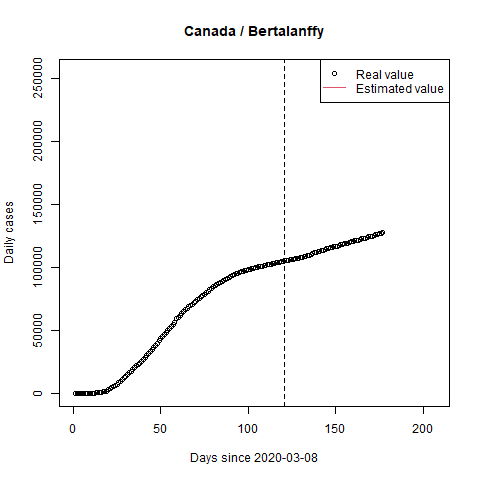 Canada / Bertalanffy
Real value
Estimated value
Daily cases
250000
200000
150000
100000
50000
0
0 50 100 150 200
Days since 2020-03-08